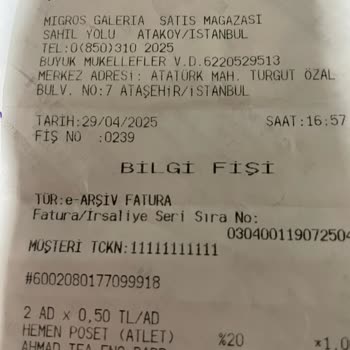 MIGROS GALERIA SATIS MAGAZASI
SAHIL YOLU ATAKOY/ISTANBUL
TEL:0(850)310 2025
BUYUK MUKELLEFLER V.D.6220529513
MERKEZ ADRESI: ATATÜRK MAH. TURGUT ÖZAL
BULV. NO:7 ATAŞEHİR/İSTANBUL
TARİH:29/04/2025 SAAT:16:57
FİŞ NO :0239
BİLGİ FİŞİ
TÜR:e-ARŞİV FATURA
Fatura/Irsaliye Seri Sıra No:
030400119072504
MÜŞTERİ TCKN:11111111111
#6002080177099918
2 AD x 0,50 TL/AD
HEMEN POSET (ATLET) %20 *1.0